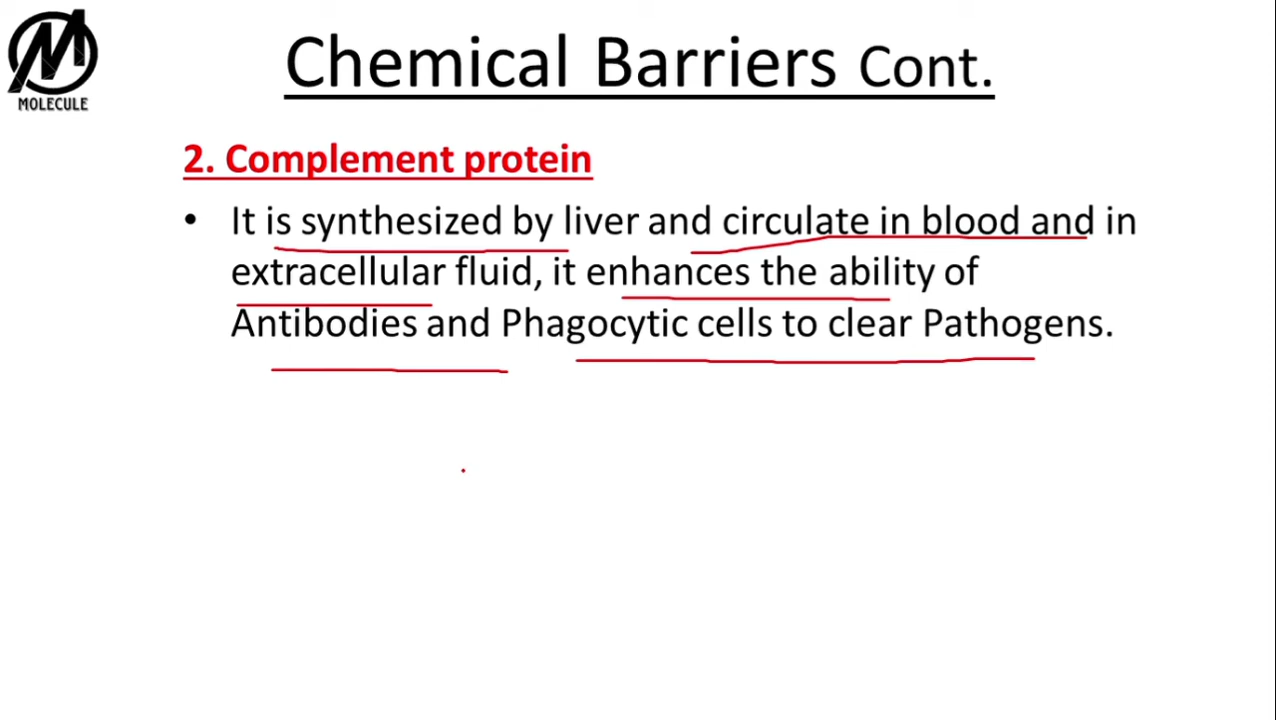 MOLECULE
Chemical Barriers Cont.
2. Complement protein
• It is synthesized by liver and circulate in blood and in
extracellular fluid, it enhances the ability of
Antibodies and Phagocytic cells to clear Pathogens.